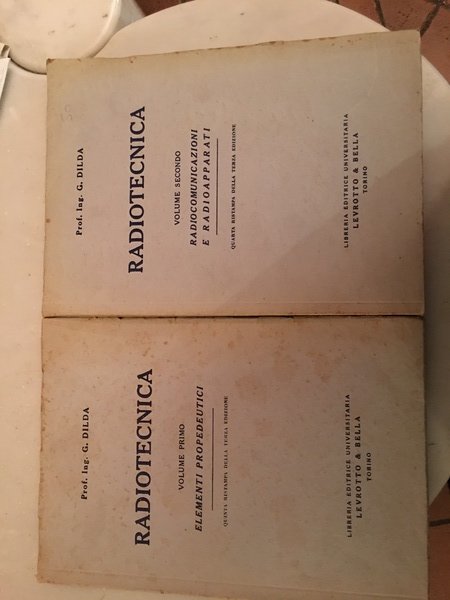 Prof. Ing. G. DILDA
RADIOTECNICA
VOLUME SECONDO
RADIOCOMUNICAZIONI
E RADIOAPPARATI
QUARTA RISTAMPA DELLA TERZA EDIZIONE
LIBRERIA EDITRICE UNIVERSITARIA
LEVROTTO & BELLA
TORINO
Prof. Ing. G. DILDA
RADIOTECNICA
VOLUME PRIMO
ELEMENTI PROPEDEUTICI
QUINTA RISTAMPA DELLA TERZA EDIZIONE
LIBRERIA EDITRICE UNIVERSITARIA
LEVROTTO & BELLA
TORINO